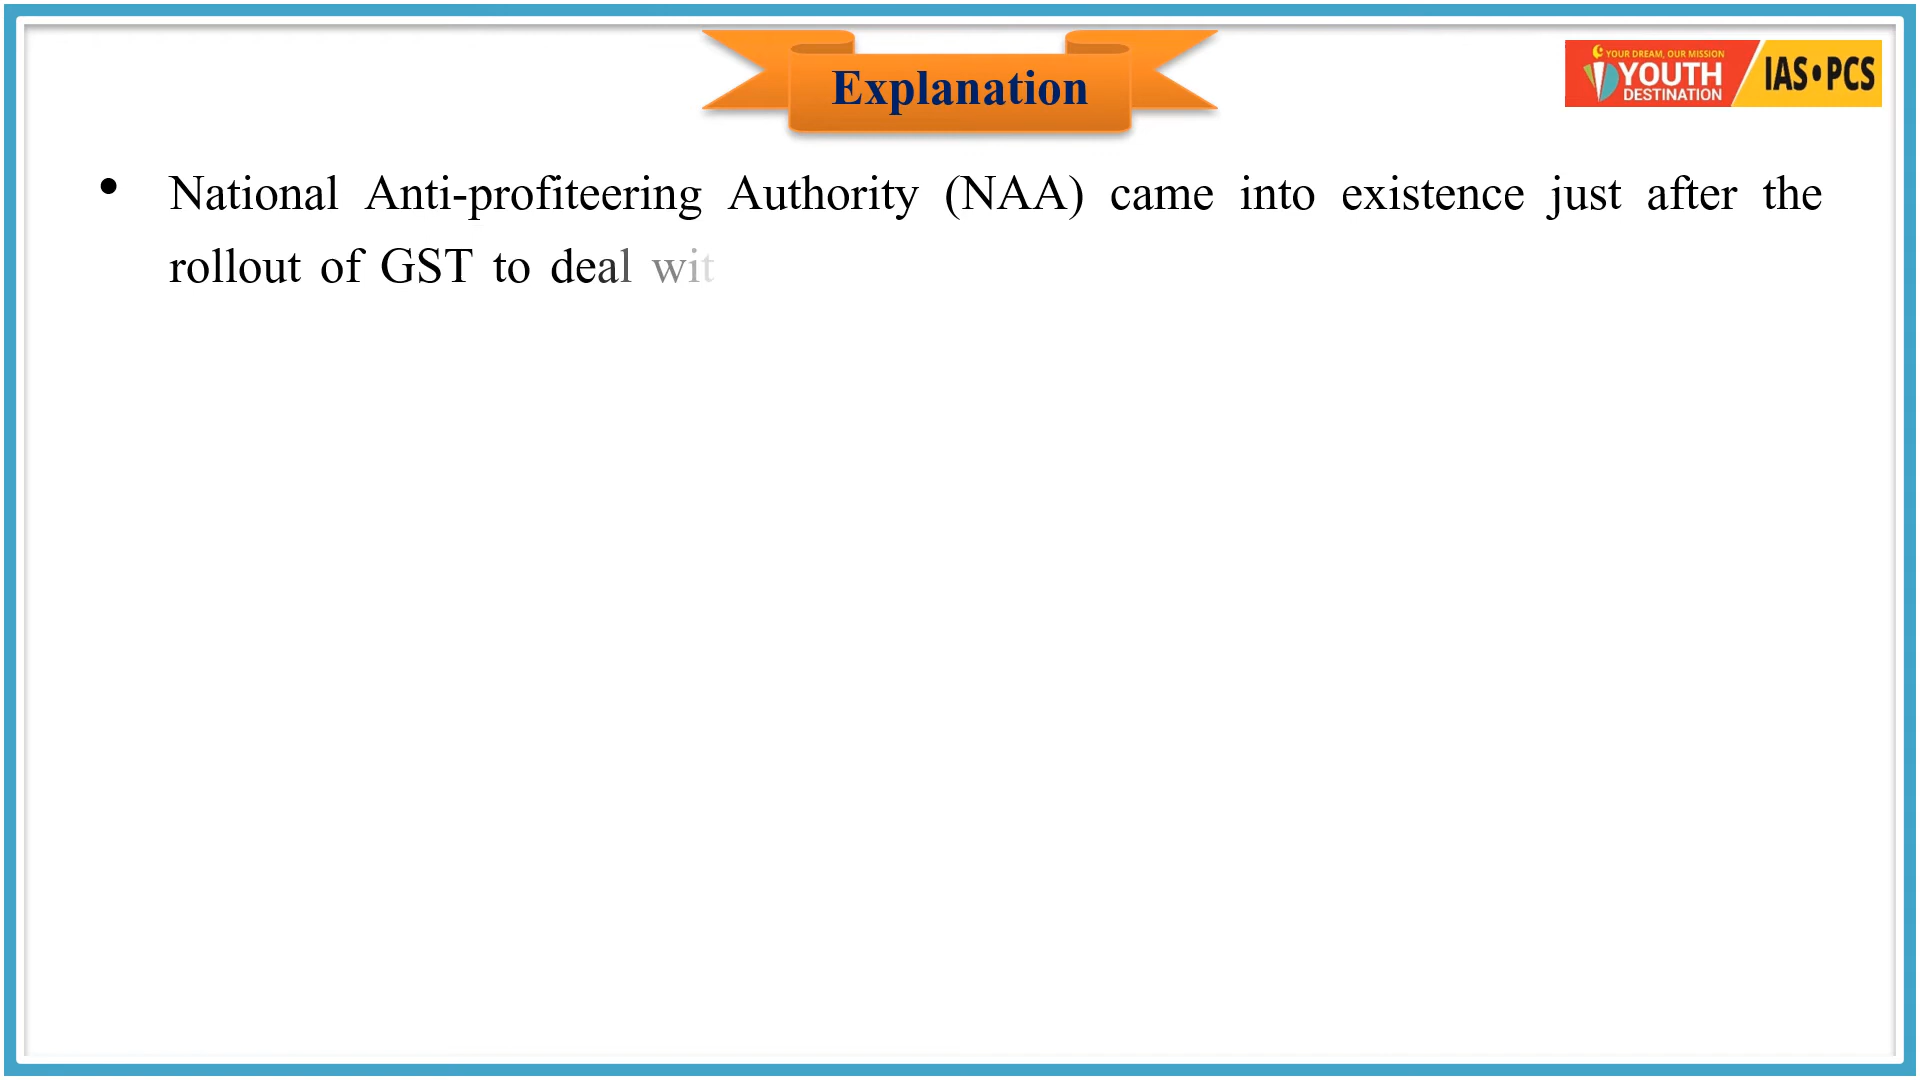 Explanation
YOUR DREAM, OUR MISSION
YOUTH
DESTINATION
IAS•PCS
• National Anti-profiteering Authority (NAA) came into existence just after the
rollout of GST to deal wit